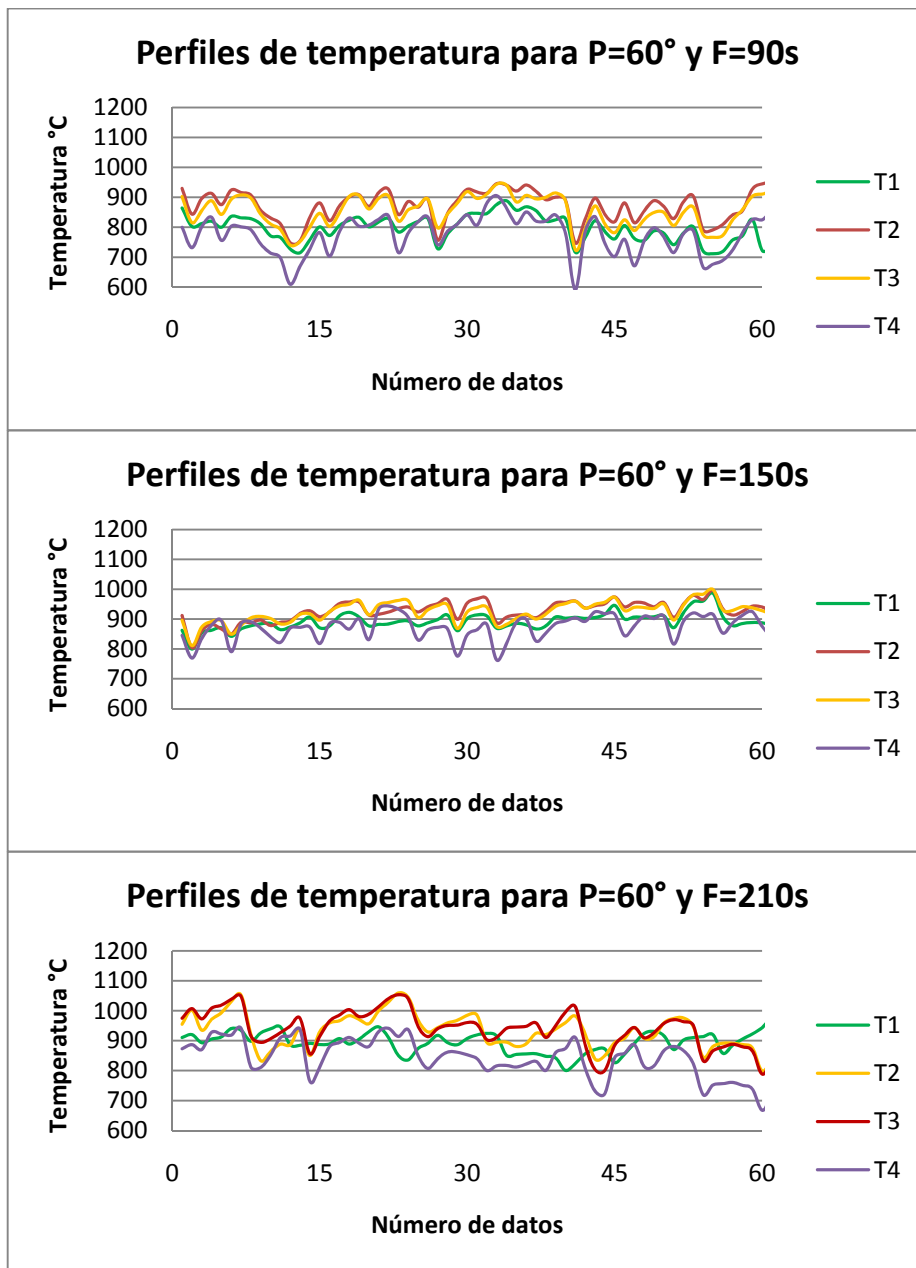 Perfiles de temperatura para P=60° y F=90s
Temperatura °C
1200
1100
1000
900
800
700
600
0 15 30 45 60
Número de datos
T1
T2
T3
T4
Perfiles de temperatura para P=60° y F=150s
Temperatura °C
1200
1100
1000
900
800
700
600
0 15 30 45 60
Número de datos
T1
T2
T3
T4
Perfiles de temperatura para P=60° y F=210s
Temperatura °C
1200
1100
1000
900
800
700
600
0 15 30 45 60
Número de datos
T1
T2
T3
T4